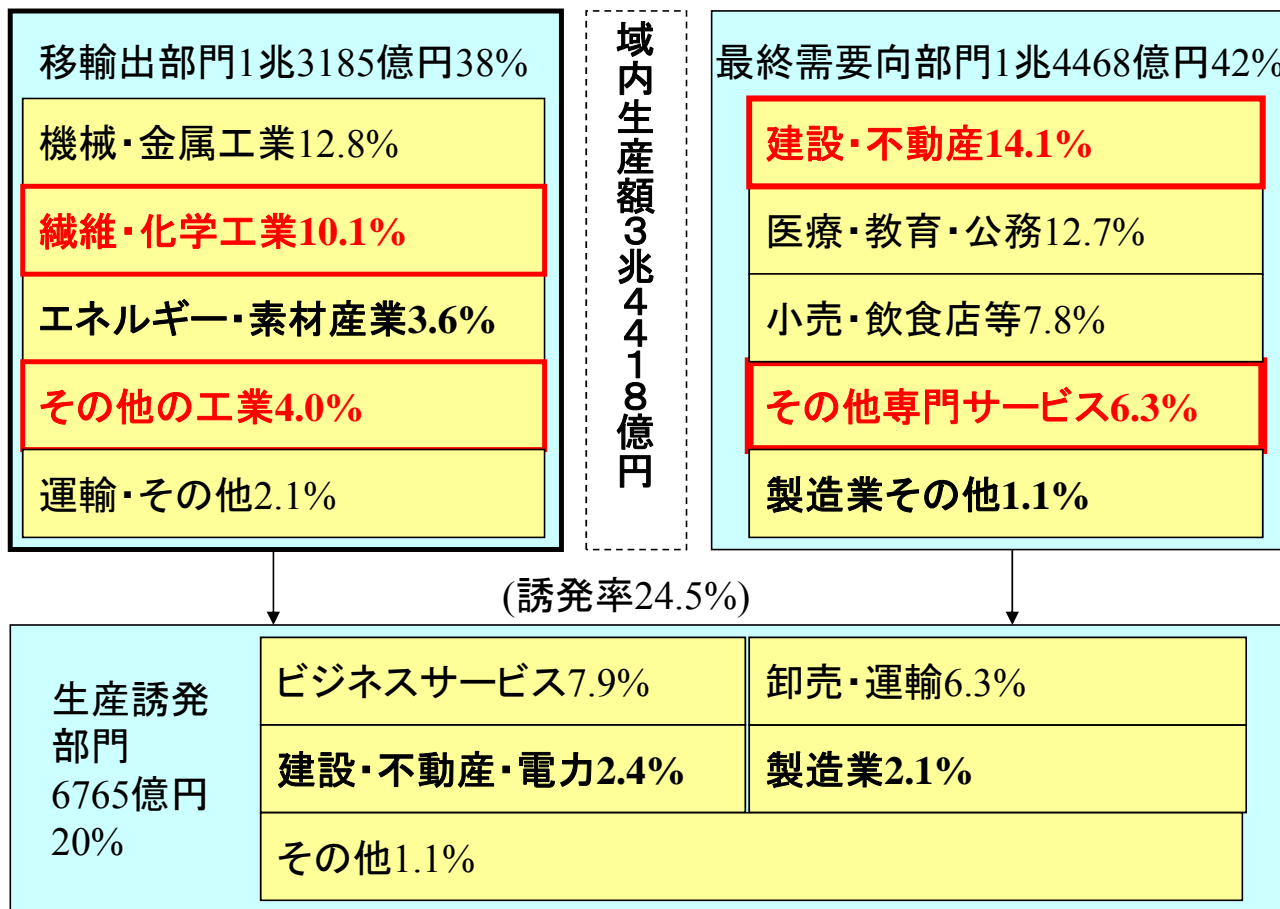 移輸出部門1兆3185億円38%
機械・金属工業12.8%
繊維・化学工業10.1%
エネルギー・素材産業3.6%
その他の工業4.0%
運輸・その他2.1%
域内生産額3兆4418億円
最終需要向部門1兆4468億円42%
建設・不動産14.1%
医療・教育・公務12.7%
小売・飲食店等7.8%
その他専門サービス6.3%
製造業その他1.1%
(誘発率24.5%)
生産誘発
部門
6765億円
20%
ビジネスサービス7.9%
卸売・運輸6.3%
建設・不動産・電力2.4%
製造業2.1%
その他1.1%